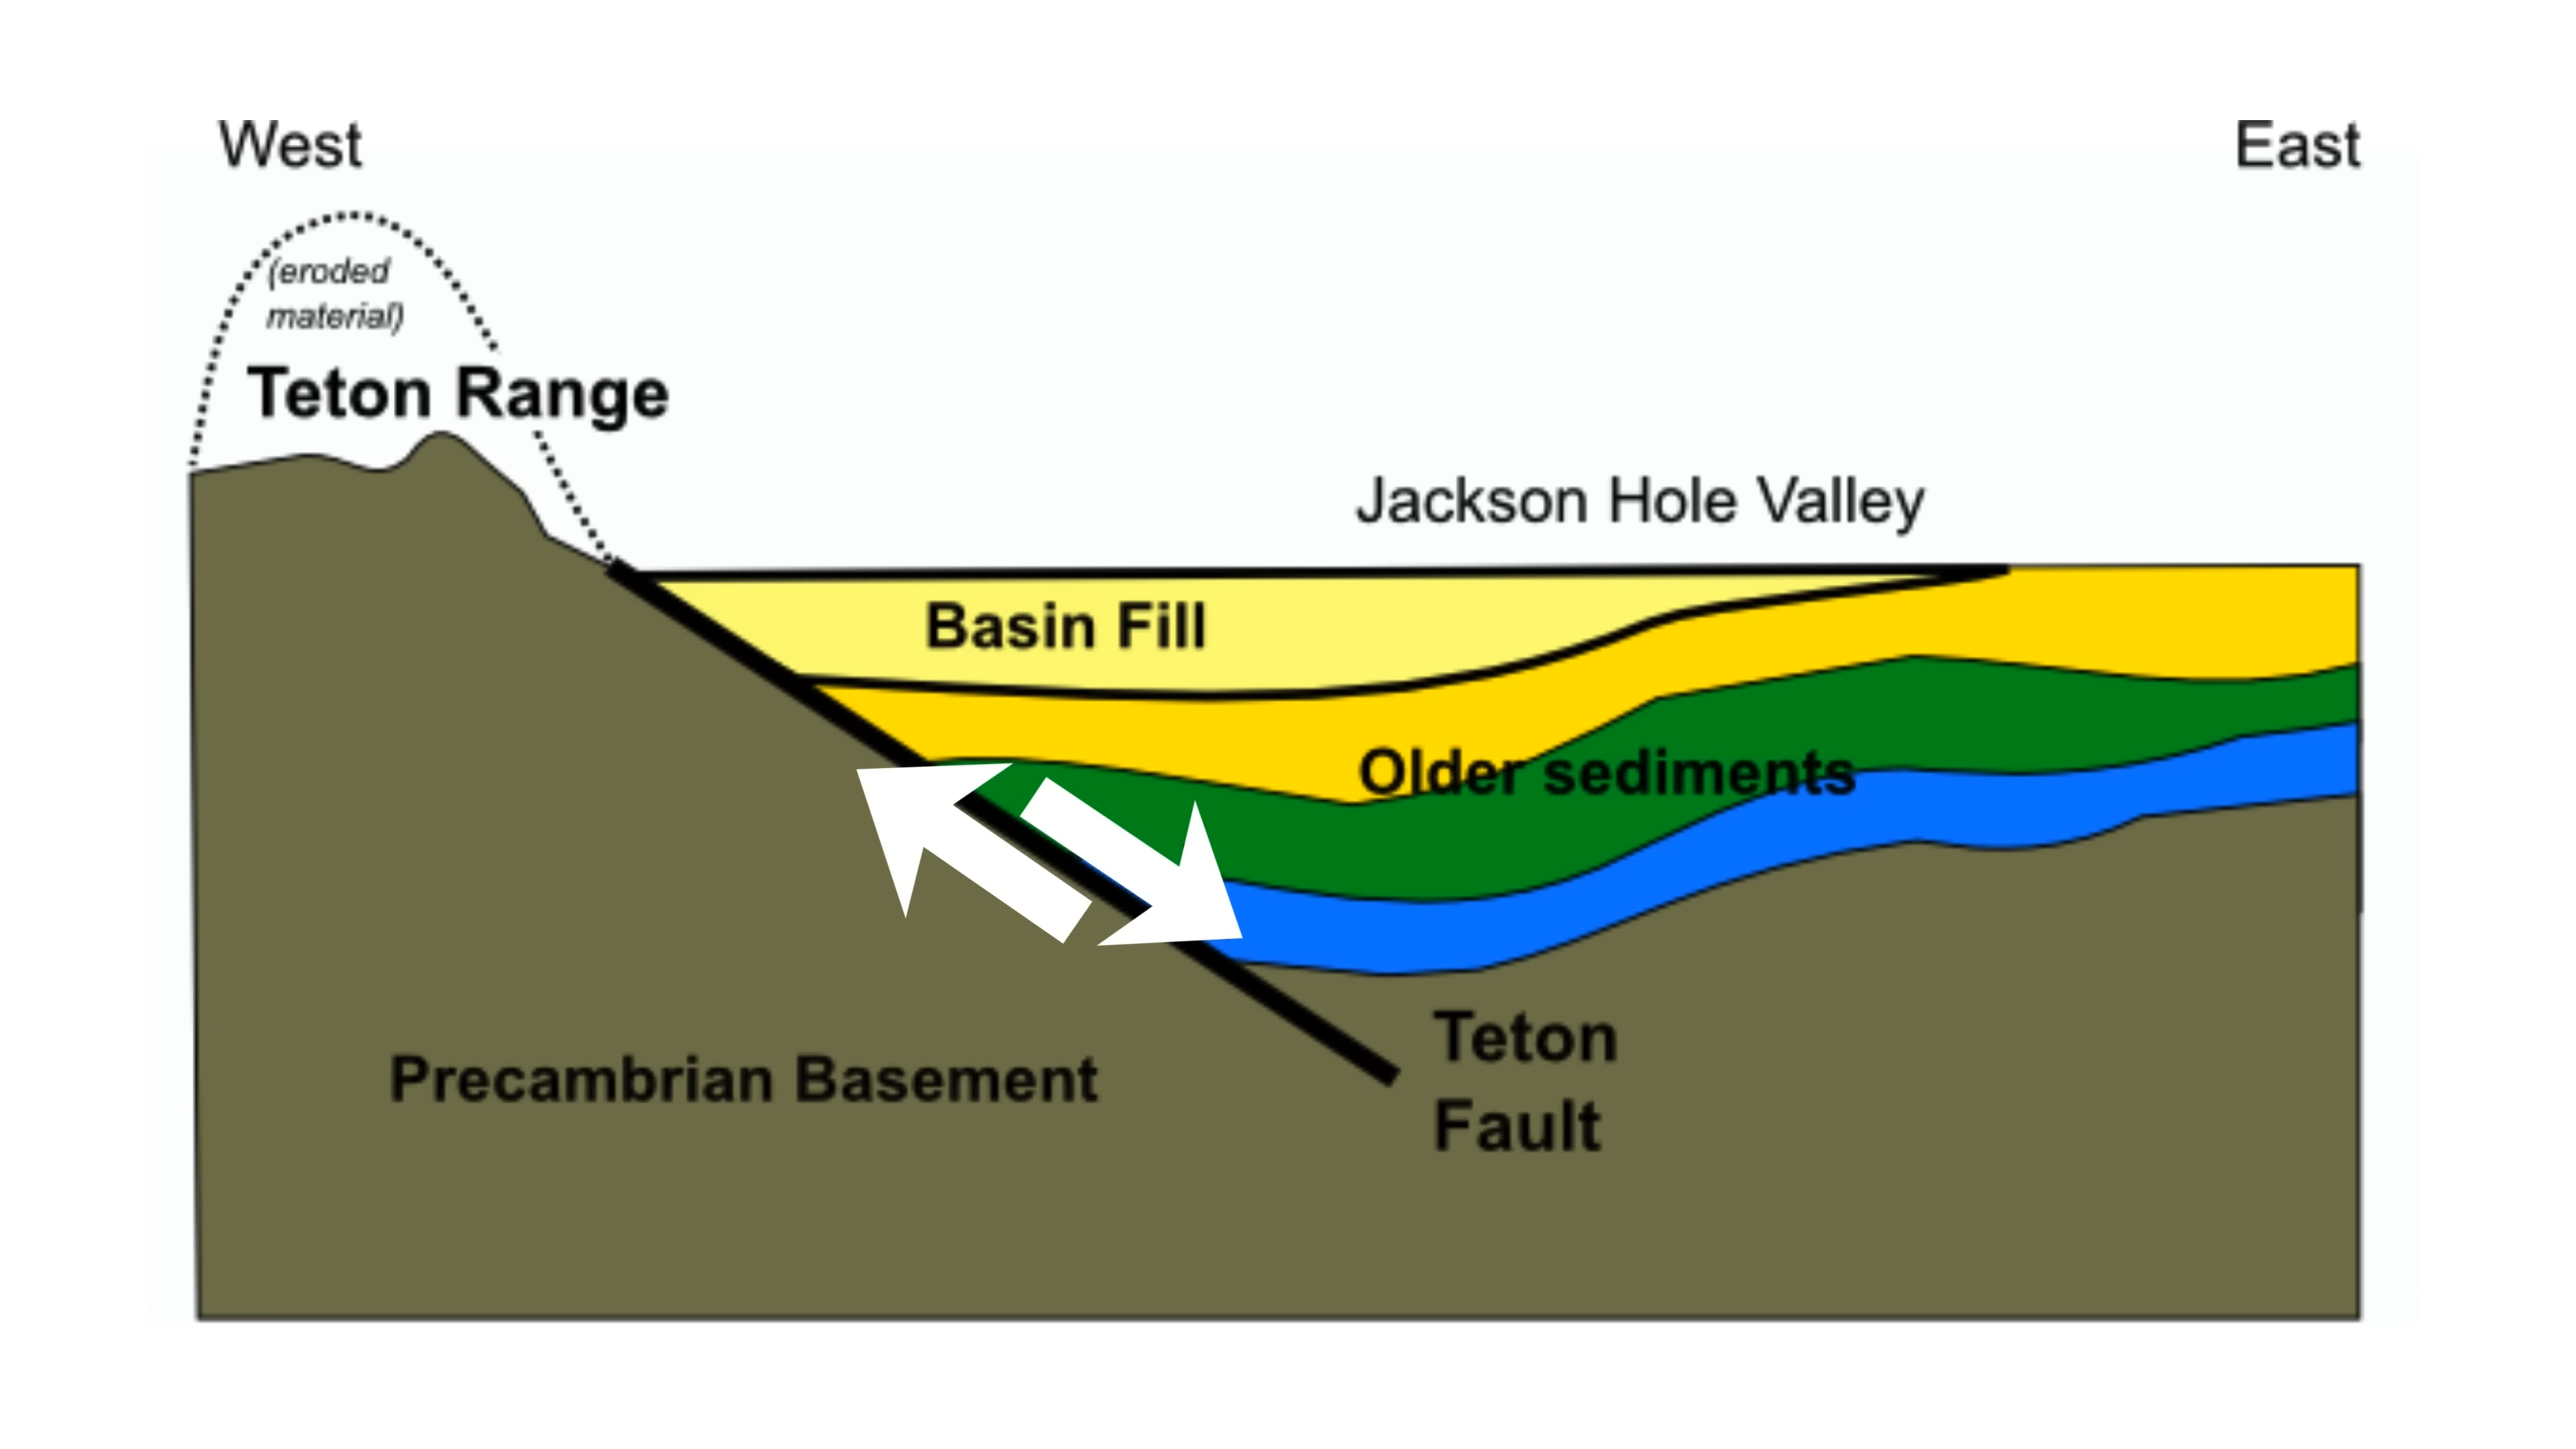 West
East
(eroded
material)
Teton Range
Jackson Hole Valley
Basin Fill
Older sediments
Teton
Fault
Precambrian Basement